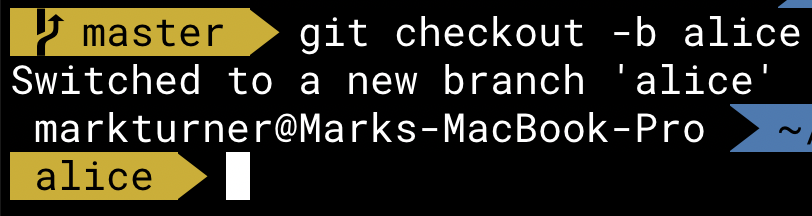 master git checkout -b alice
Switched to a new branch 'alice'
markturner@Marks-MacBook-Pro ~/
alice